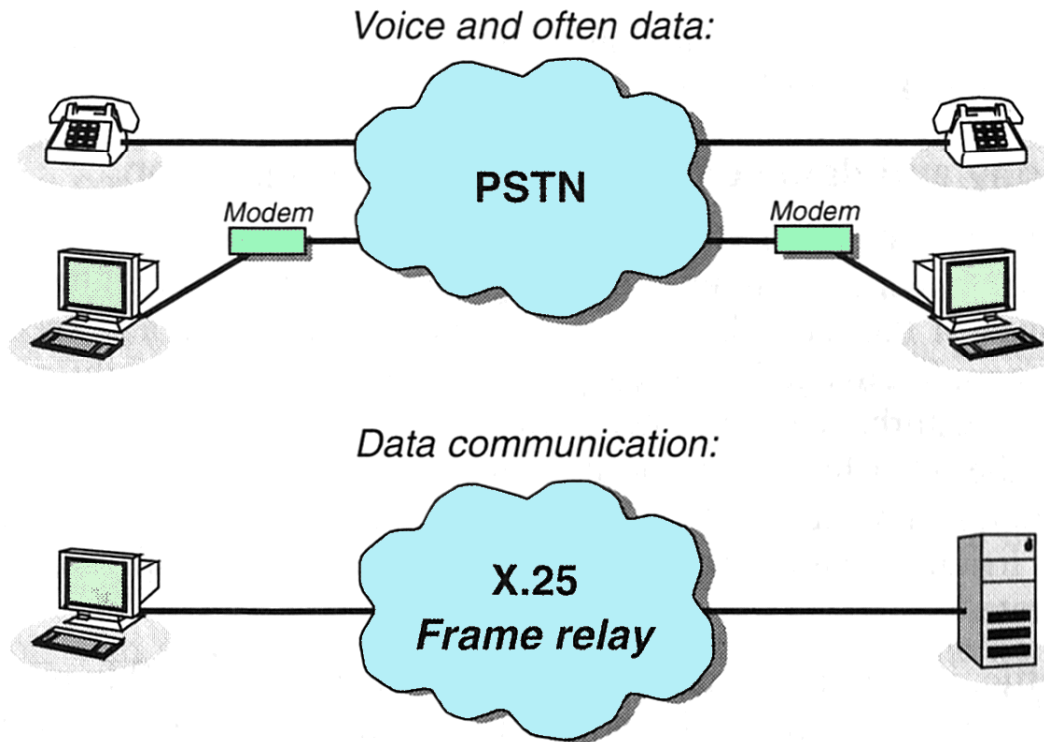 Voice and often data:
PSTN
Modem
Modem
Data communication:
X.25
Frame relay